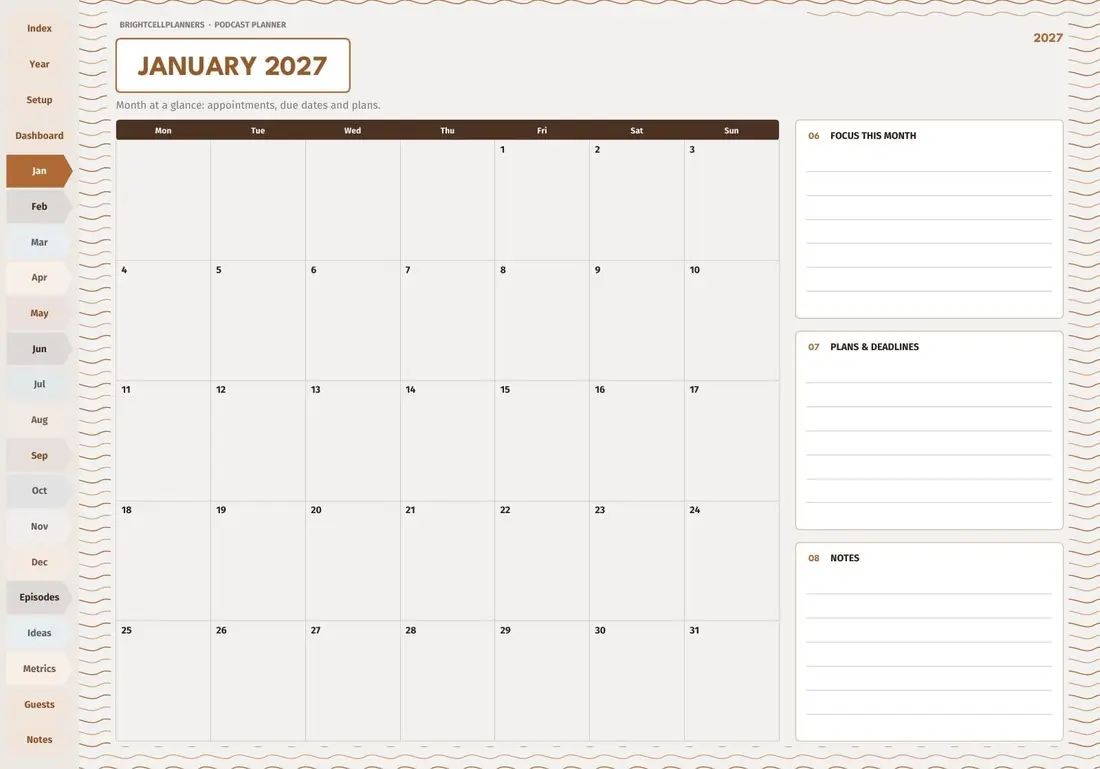 Index
Year
Setup
Dashboard
Jan
Feb
Mar
Apr
May
Jun
Jul
Aug
Sep
Oct
Nov
Dec
Episodes
Ideas
Metrics
Guests
Notes
BRIGHTCELLPLANNERS · PODCAST PLANNER
2027
JANUARY 2027
Month at a glance: appointments, due dates and plans.
Mon Tue Wed Thu Fri Sat Sun
1 2 3
4 5 6 7 8 9 10
11 12 13 14 15 16 17
18 19 20 21 22 23 24
25 26 27 28 29 30 31
06 FOCUS THIS MONTH
07 PLANS & DEADLINES
08 NOTES